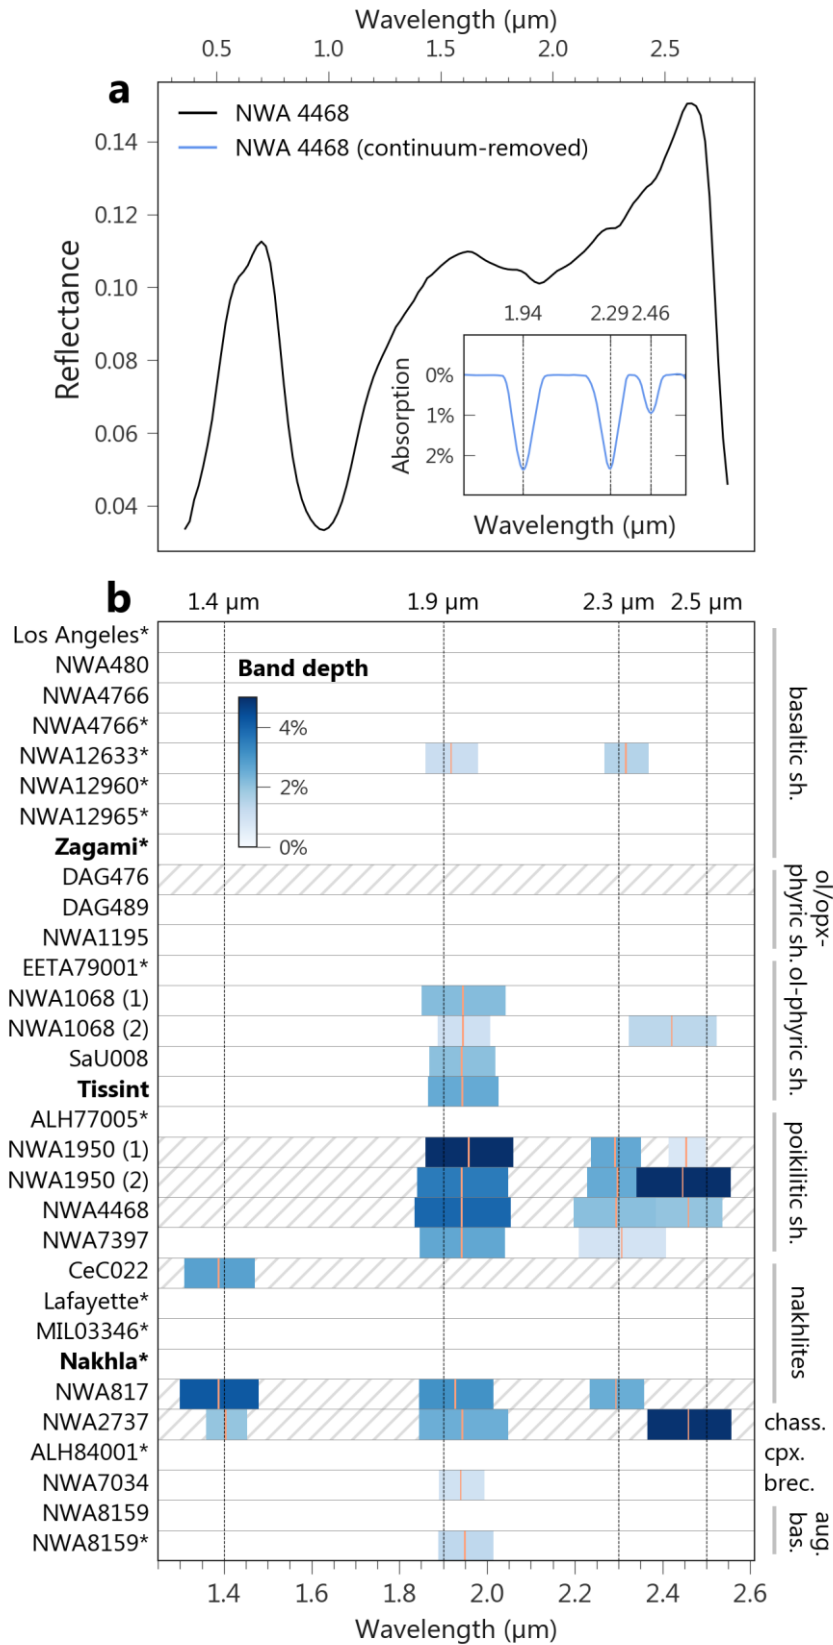 Wavelength (μm)
0.5 1.0 1.5 2.0 2.5
a
NWA 4468
NWA 4468 (continuum-removed)
0.14
0.12
0.10
0.08
0.06
0.04
Reflectance
1.94 2.29 2.46
0%
1%
2%
Absorption
Wavelength (μm)
b
1.4 μm 1.9 μm 2.3 μm 2.5 μm
Los Angeles*
NWA480
NWA4766
NWA4766*
NWA12633*
NWA12960*
NWA12965*
Zagami*
DAG476
DAG489
NWA1195
EETA79001*
NWA1068 (1)
NWA1068 (2)
SaU008
Tissint
ALH77005*
NWA1950 (1)
NWA1950 (2)
NWA4468
NWA7397
CeC022
Lafayette*
MIL03346*
Nakhla*
NWA817
NWA2737
ALH84001*
NWA7034
NWA8159
NWA8159*
Band depth
4%
2%
0%
basaltic sh.
ol/opx-
phyric sh.
ol-phyric sh.
poikilitic sh.
nakhlites
chass.
cpx.
brec.
aug.
bas.
1.4 1.6 1.8 2.0 2.2 2.4 2.6
Wavelength (μm)